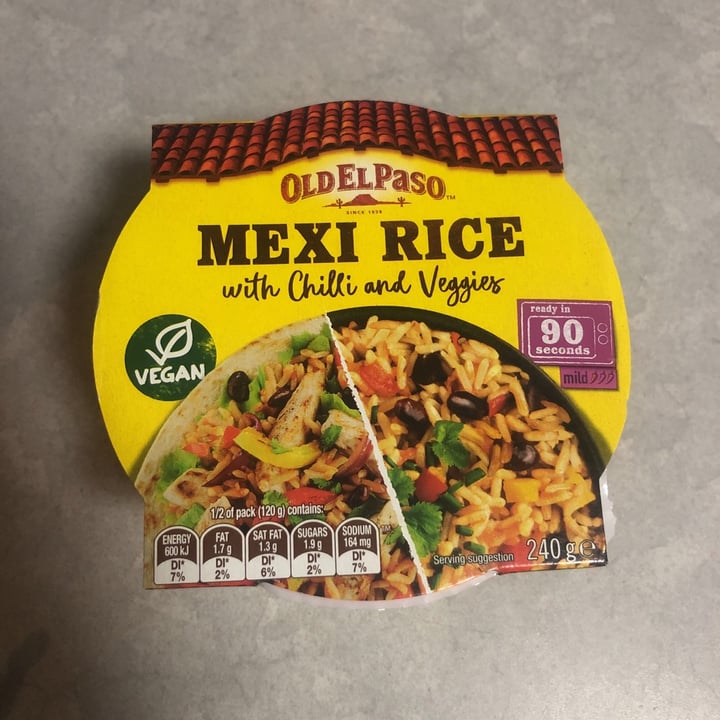 OLD EL PASO™
SINCE 1938
MEXI RICE
with Chilli and Veggies
ready in
90
seconds
mild
VEGAN
1/2 of pack (120 g) contains:
ENERGY 600 kJ DI* 7%
FAT 1.7 g DI* 2%
SAT FAT 1.3 g DI* 6%
SUGARS 1.9 g DI* 2%
SODIUM 164 mg DI* 7%
TM
Serving suggestion
240 g e